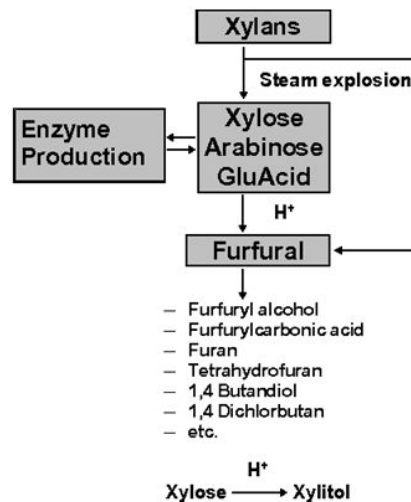 Xylans
Steam explosion
Enzyme
Production
Xylose
Arabinose
GluAcid
H⁺
Furfural
– Furfuryl alcohol
– Furfurylcarbonic acid
– Furan
– Tetrahydrofuran
– 1,4 Butandiol
– 1,4 Dichlorbutan
– etc.
H⁺
Xylose → Xylitol